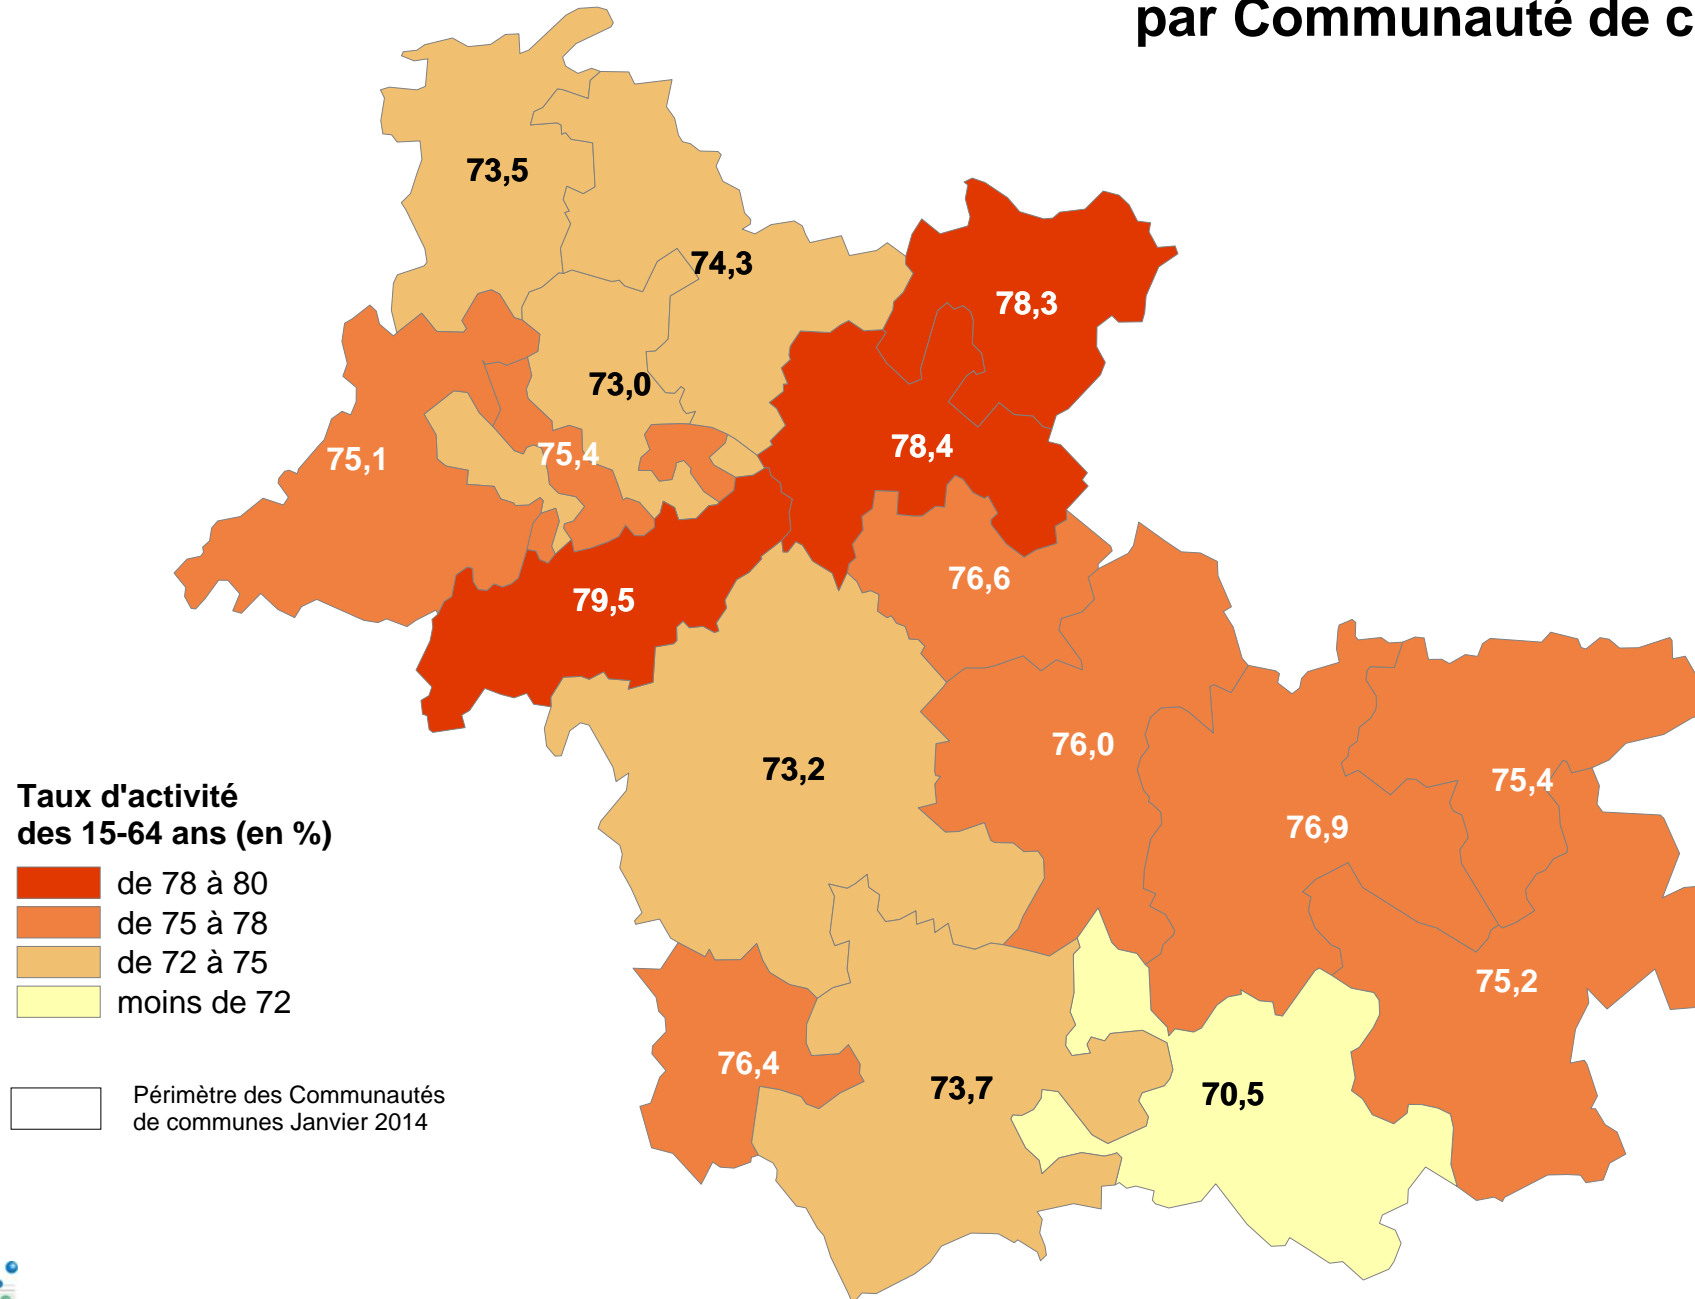 par Communauté de c
73,5
74,3
78,3
73,0
75,1
75,4
78,4
76,6
79,5
76,0
73,2
75,4
76,9
75,2
76,4
73,7
70,5
Taux d'activité
des 15-64 ans (en %)
de 78 à 80
de 75 à 78
de 72 à 75
moins de 72
Périmètre des Communautés
de communes Janvier 2014